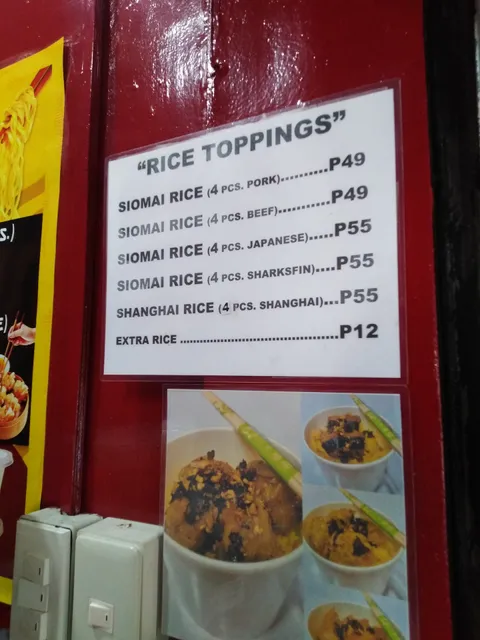 “RICE TOPPINGS”
SIOMAI RICE (4 PCS. PORK)..........P49
SIOMAI RICE (4 PCS. BEEF)...........P49
SIOMAI RICE (4 PCS. JAPANESE).....P55
SIOMAI RICE (4 PCS. SHARKSFIN)....P55
SHANGHAI RICE (4 PCS. SHANGHAI)...P55
EXTRA RICE ........................................P12
S.)
E)